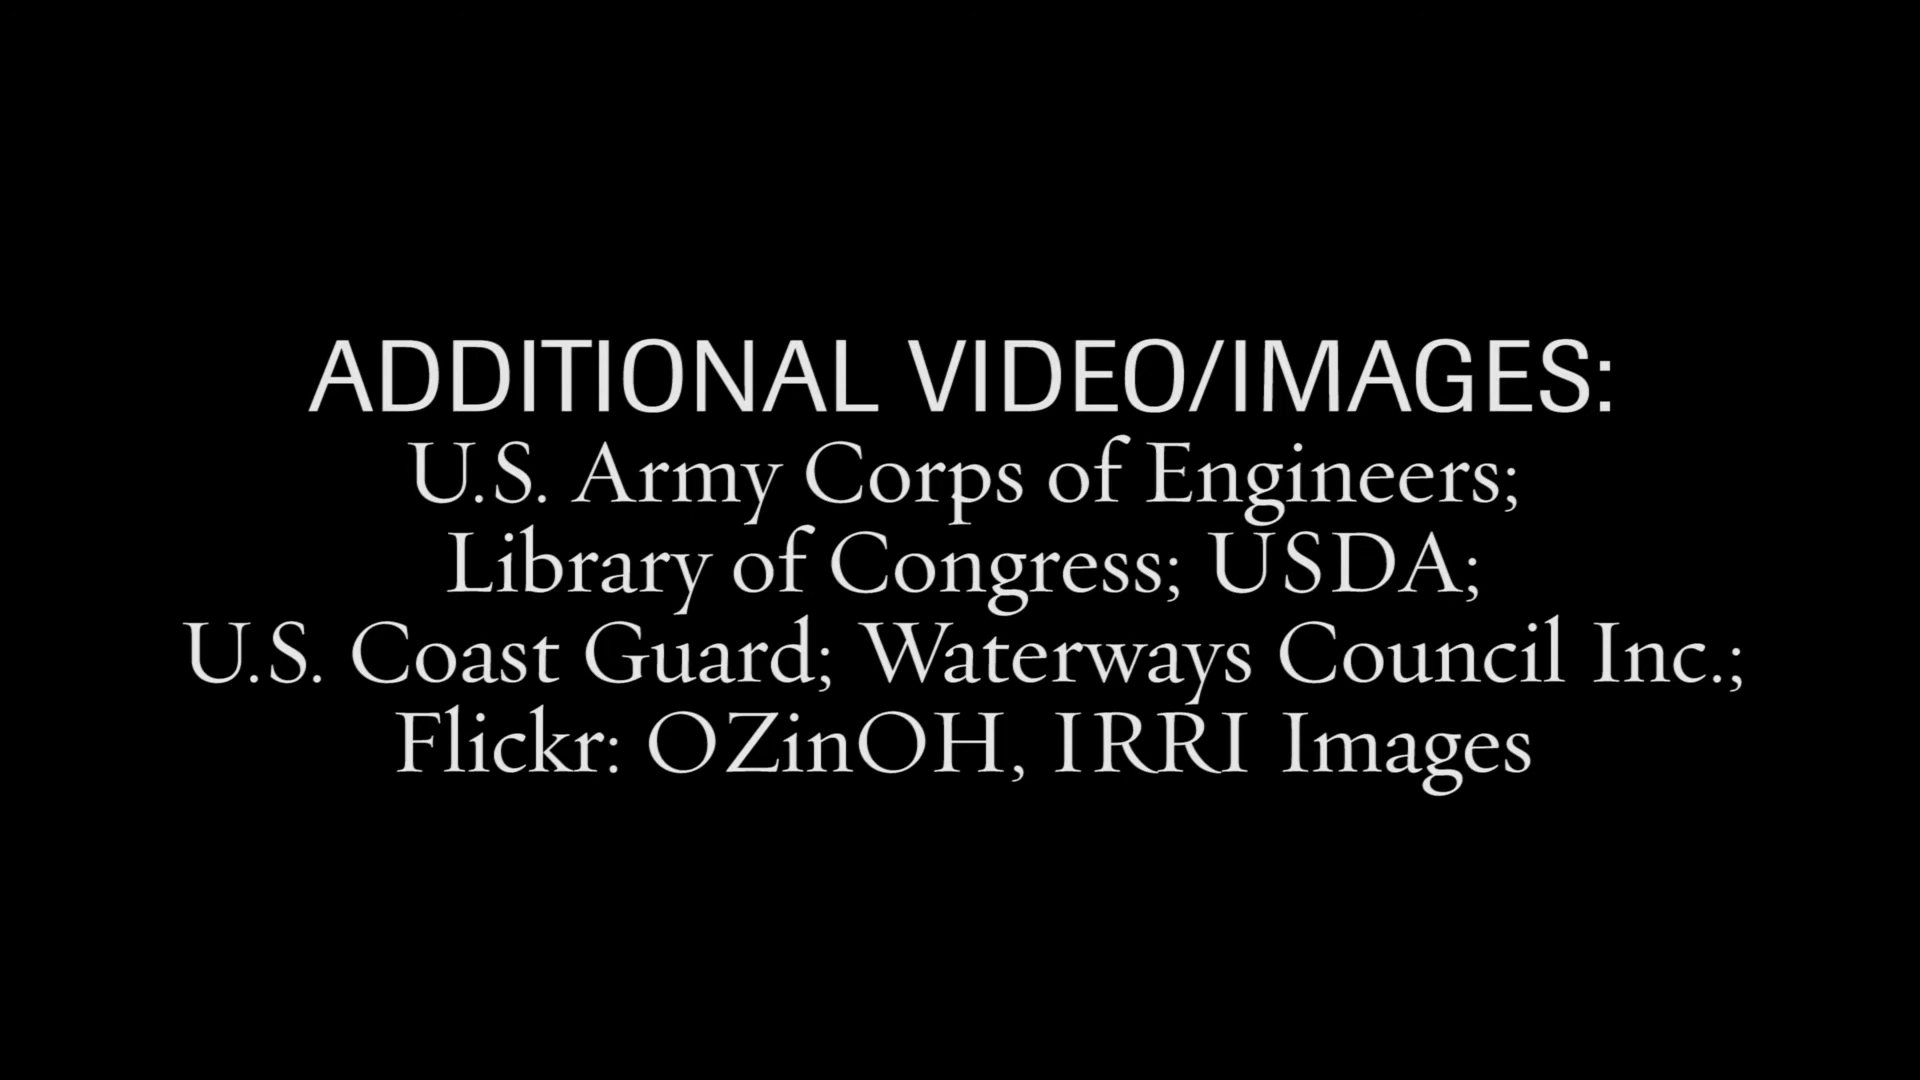 ADDITIONAL VIDEO/IMAGES:
U.S. Army Corps of Engineers;
Library of Congress; USDA;
U.S. Coast Guard; Waterways Council Inc.;
Flickr: OZinOH, IRRI Images